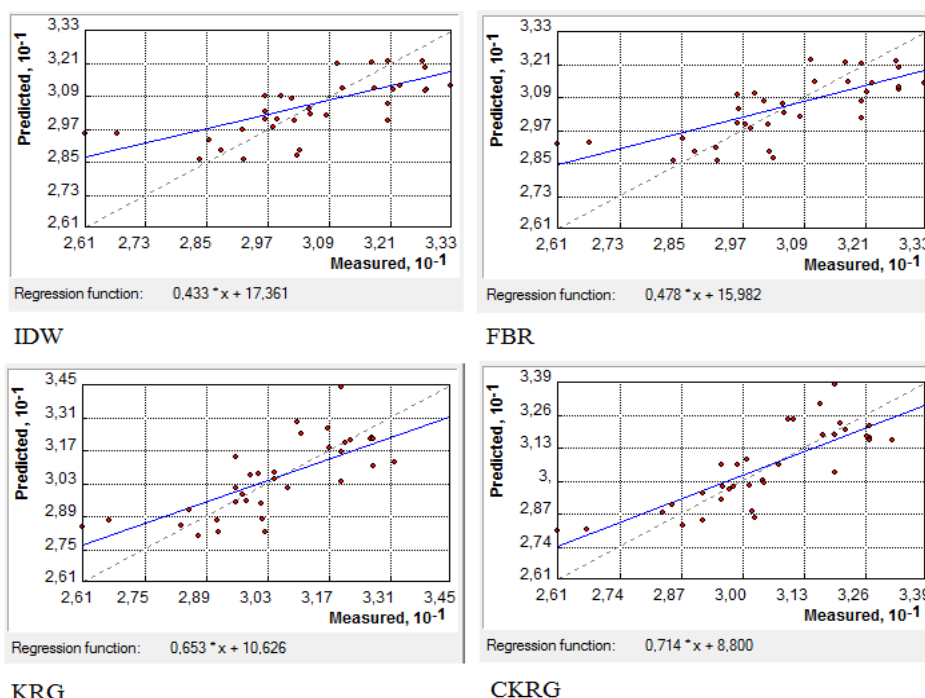 Predicted, 10⁻¹
3,33
3,21
3,09
2,97
2,85
2,73
2,61
2,61 2,73 2,85 2,97 3,09 3,21 3,33
Measured, 10⁻¹
Regression function: 0,433 * x + 17,361
IDW
Predicted, 10⁻¹
3,33
3,21
3,09
2,97
2,85
2,73
2,61
2,61 2,73 2,85 2,97 3,09 3,21 3,33
Measured, 10⁻¹
Regression function: 0,478 * x + 15,982
FBR
Predicted, 10⁻¹
3,45
3,31
3,17
3,03
2,89
2,75
2,61
2,61 2,75 2,89 3,03 3,17 3,31 3,45
Measured, 10⁻¹
Regression function: 0,653 * x + 10,626
KRG
Predicted, 10⁻¹
3,39
3,26
3,13
3,
2,87
2,74
2,61
2,61 2,74 2,87 3,00 3,13 3,26 3,39
Measured, 10⁻¹
Regression function: 0,714 * x + 8,800
CKRG